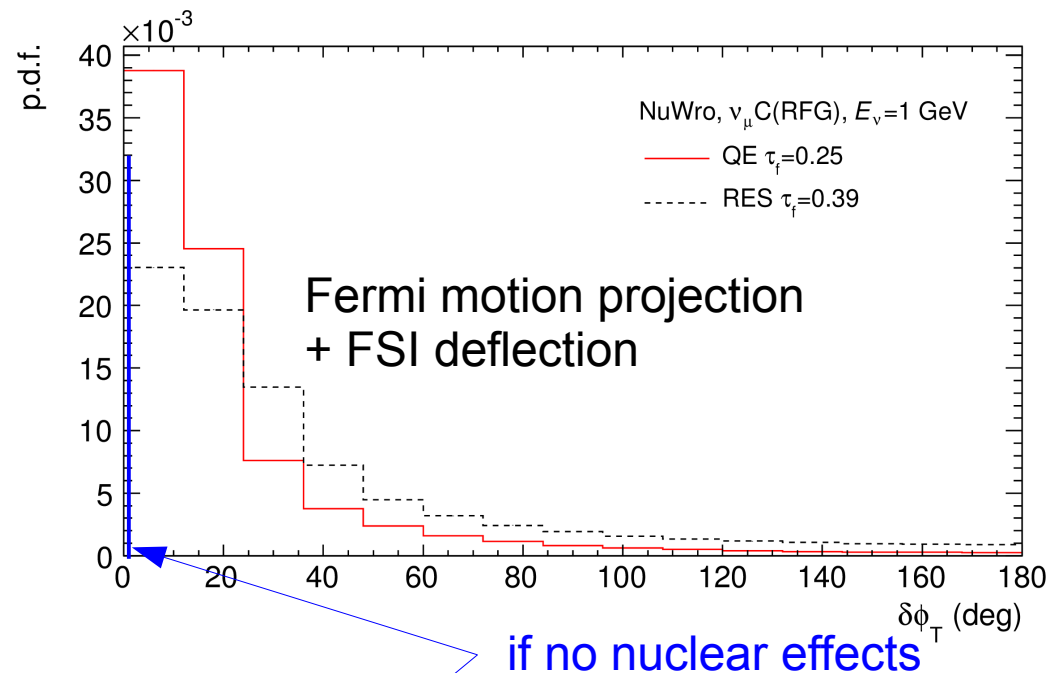 ×10⁻³
p.d.f.
40
35
30
25
20
15
10
5
0
NuWro, ν_μC(RFG), E_ν=1 GeV
QE τ_f=0.25
RES τ_f=0.39
Fermi motion projection
+ FSI deflection
0 20 40 60 80 100 120 140 160 180
δϕ_T (deg)
if no nuclear effects